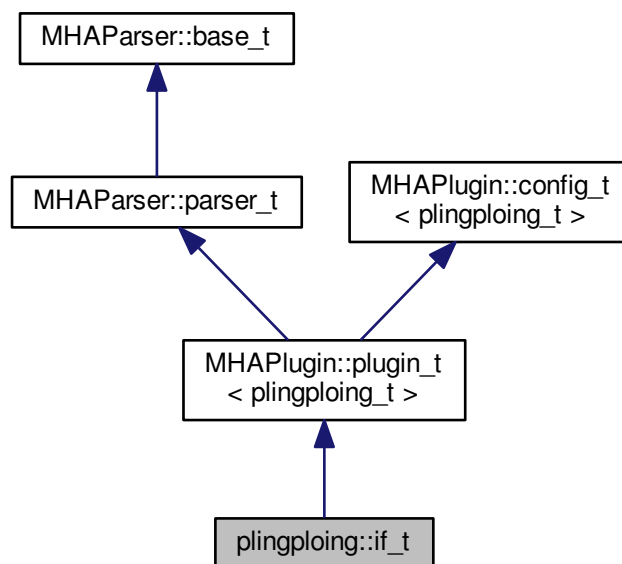 MHAParser::base_t
MHAParser::parser_t
MHAPlugin::config_t
< plingploing_t >
MHAPlugin::plugin_t
< plingploing_t >
plingploing::if_t